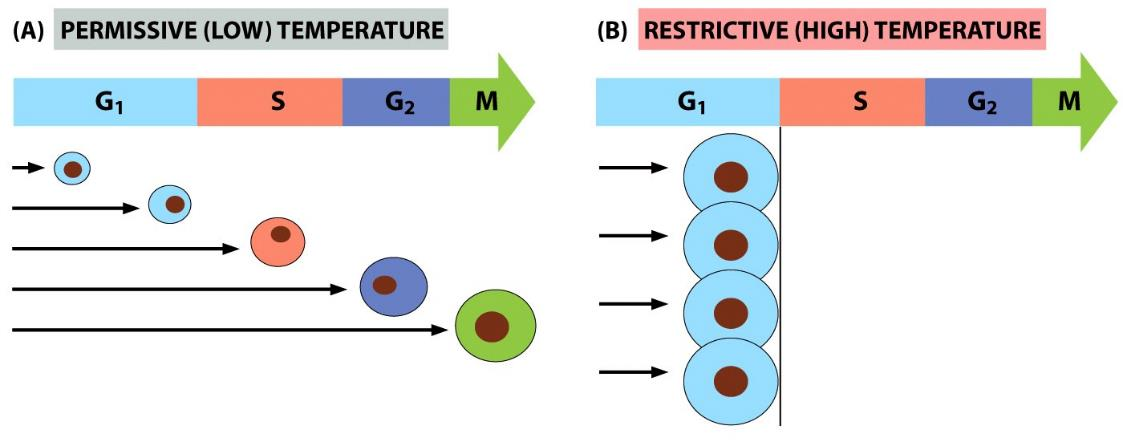 (A) PERMISSIVE (LOW) TEMPERATURE
G₁ S G₂ M
(B) RESTRICTIVE (HIGH) TEMPERATURE
G₁ S G₂ M